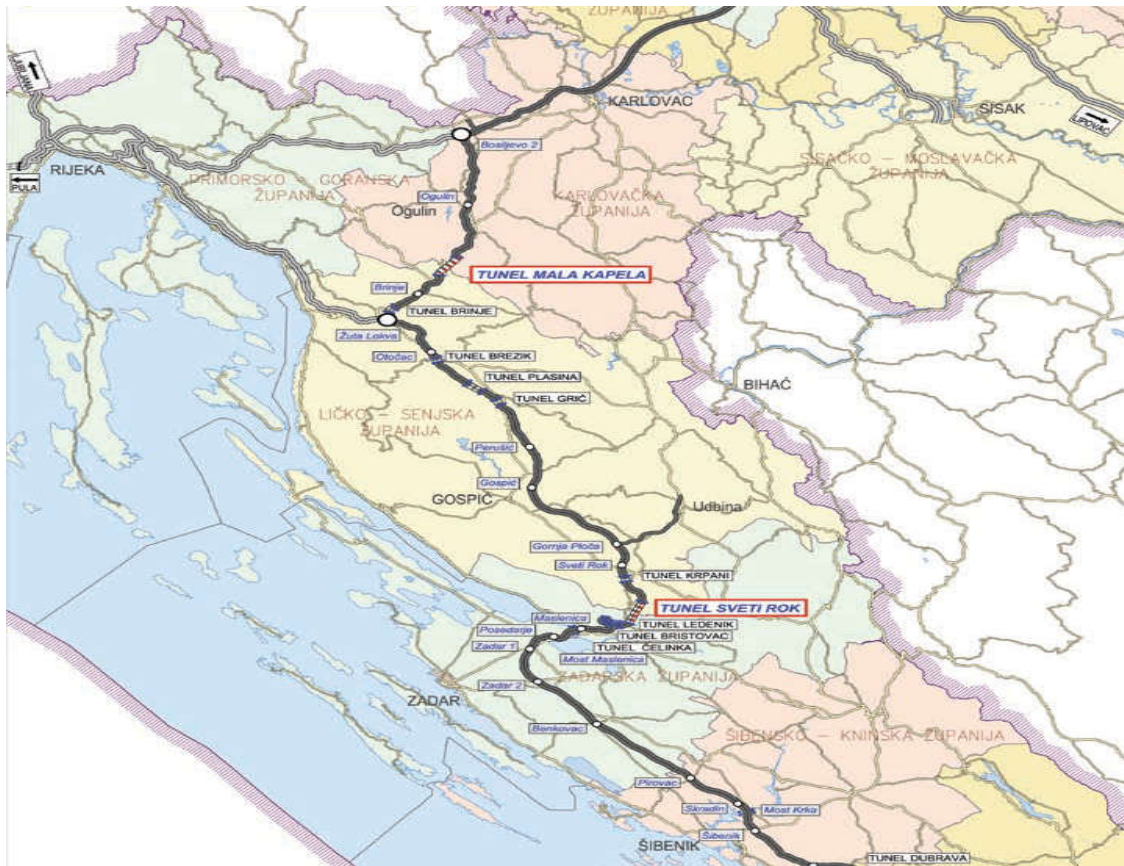 ŽUPANIJA
LJUBLJANA
KARLOVAC
SISAK
LIPOVAC
Bosiljevo 2
RIJEKA
PULA
PRIMORSKO – GORANSKA
ŽUPANIJA
SISAČKO – MOSLAVAČKA
ŽUPANIJA
Ogulin
Ogulin
KARLOVAČKA
ŽUPANIJA
TUNEL MALA KAPELA
Brinje
TUNEL BRINJE
Žuta Lokva
Otočac
TUNEL BREZIK
TUNEL PLASINA
BIHAĆ
TUNEL GRIČ
LIČKO – SENJSKA
ŽUPANIJA
Perušić
Gospić
GOSPIĆ
Udbina
Gornja Ploča
Sveti Rok
TUNEL KRPANI
TUNEL SVETI ROK
Maslenica
TUNEL LEDENIK
Posedarje
TUNEL BRISTOVAC
Zadar 1
TUNEL ČELINKA
Most Maslenica
ZADARSKA ŽUPANIJA
Zadar 2
ZADAR
Benkovac
ŠIBENSKO – KNINSKA ŽUPANIJA
Pirovac
Skradin
Most Krka
Šibenik
ŠIBENIK
TUNEL DUBRAVA